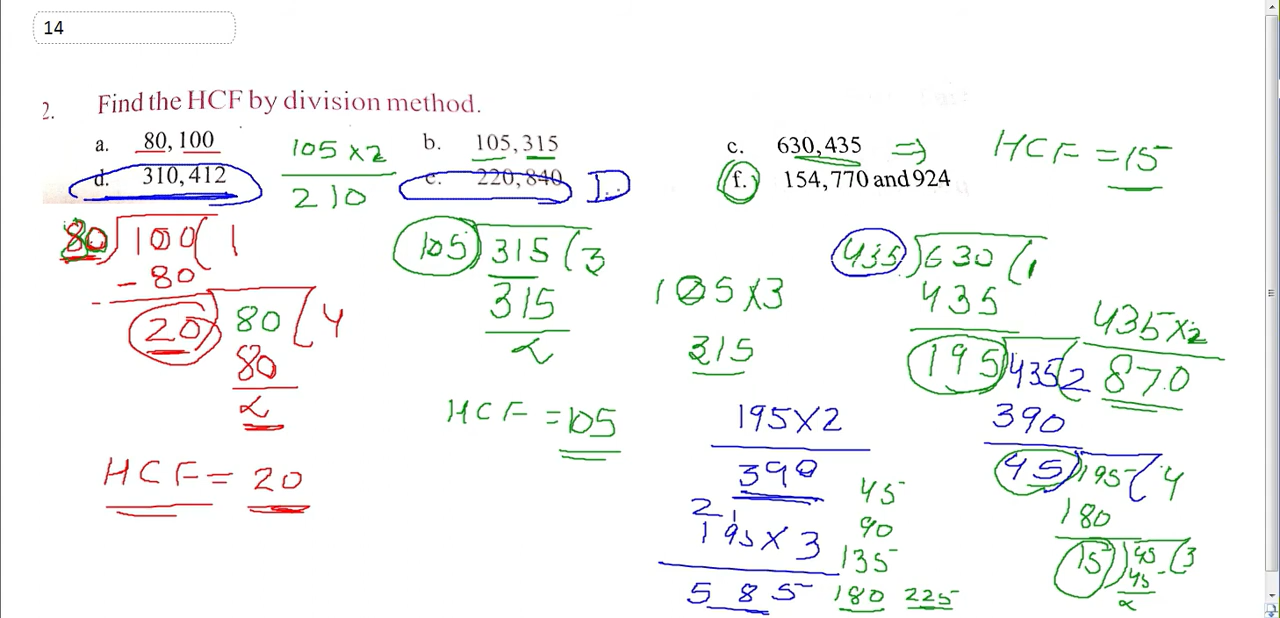 14
2. Find the HCF by division method.
a. 80, 100
b. 105, 315
c. 630, 435 ⇒ HCF = 15
d. 310, 412
e. 220, 840
f. 154, 770 and 924
105 × 2
210
80) 100 ( 1
- 80
20) 80 ( 4
80
HCF = 20
105) 315 ( 3
315
105 × 3
315
HCF = 105
435) 630 ( 1
435
195) 435 ( 2
390
45) 195 ( 4
180
15) 45 ( 3
45
435 × 2
870
195 × 2
390
2 1
195 × 3
585
45
90
135
180 225